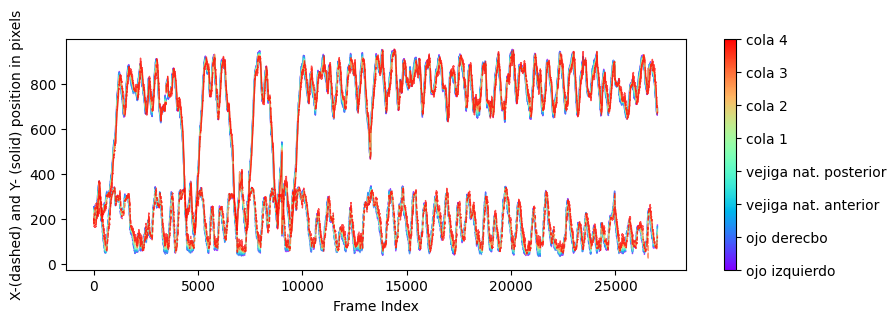 X-(dashed) and Y- (solid) position in pixels
800
600
400
200
0
0 5000 10000 15000 20000 25000
Frame Index
cola 4
cola 3
cola 2
cola 1
vejiga nat. posterior
vejiga nat. anterior
ojo derecbo
ojo izquierdo